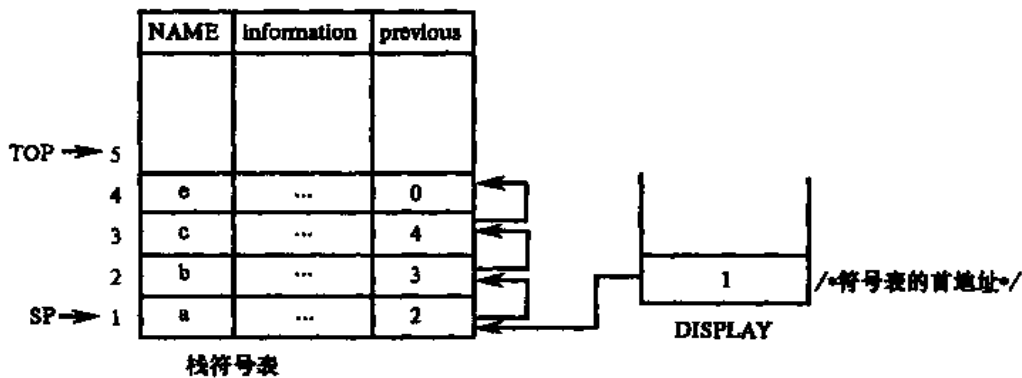 NAME information previous
TOP 5
4 e ... 0
3 c ... 4
2 b ... 3
1 /*符号表的首地址*/
SP 1 a ... 2
DISPLAY
栈符号表